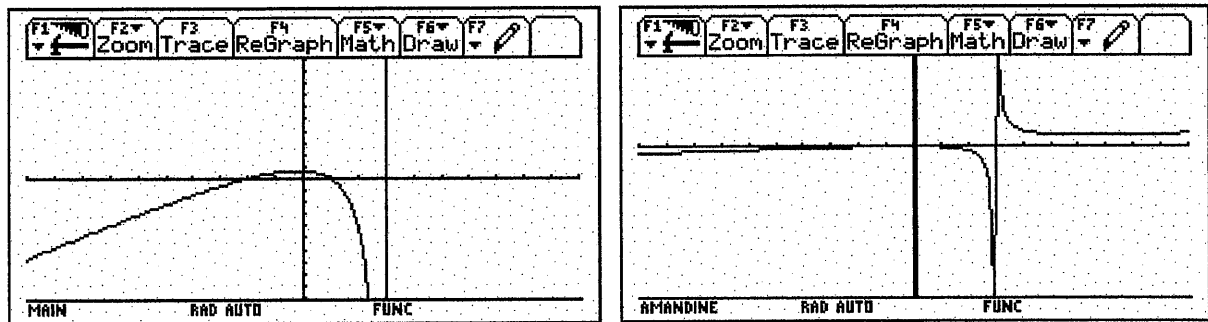 F1 F2 F3 F4 F5 F6 F7
Zoom Trace ReGraph Math Draw
MAIN RAD AUTO FUNC
F1 F2 F3 F4 F5 F6 F7
Zoom Trace ReGraph Math Draw
AMANDINE RAD AUTO FUNC